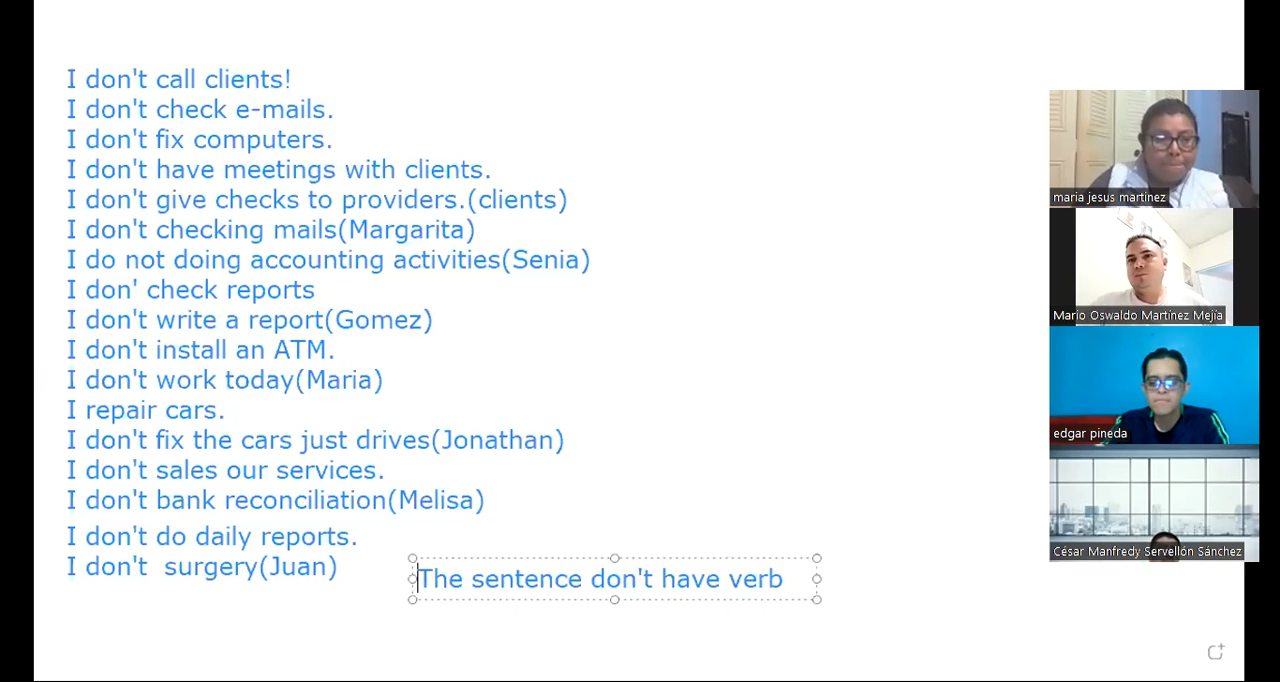 I don't call clients!
I don't check e-mails.
I don't fix computers.
I don't have meetings with clients.
I don't give checks to providers.(clients)
I don't checking mails(Margarita)
I do not doing accounting activities(Senia)
I don' check reports
I don't write a report(Gomez)
I don't install an ATM.
I don't work today(Maria)
I repair cars.
I don't fix the cars just drives(Jonathan)
I don't sales our services.
I don't bank reconciliation(Melisa)
I don't do daily reports.
I don't  surgery(Juan)
The sentence don't have verb
maria jesus martinez
Mario Oswaldo Martínez Mejía
edgar pineda
César Manfredy Servellón Sánchez